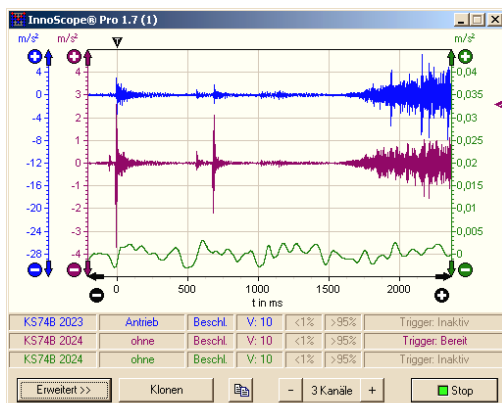 InnoScope® Pro 1.7 (1)
m/s² m/s² m/s²
T
4 4 0,04
0 3 0,035
-4 2 0,03
-8 1 0,025
-12 0 0,02
-16 -1 0,015
-20 -2 0,01
-24 -3 0,005
-28 -4 0,000
0 500 1000 1500 2000
t in ms
KS74B 2023 Antrieb Beschl. V: 10 <1% >95% Trigger: Inaktiv
KS74B 2024 ohne Beschl. V: 10 <1% >95% Trigger: Bereit
KS74B 2024 ohne Beschl. V: 10 <1% >95% Trigger: Inaktiv
Erweitert >> Klonen - 3 Kanäle + Stop